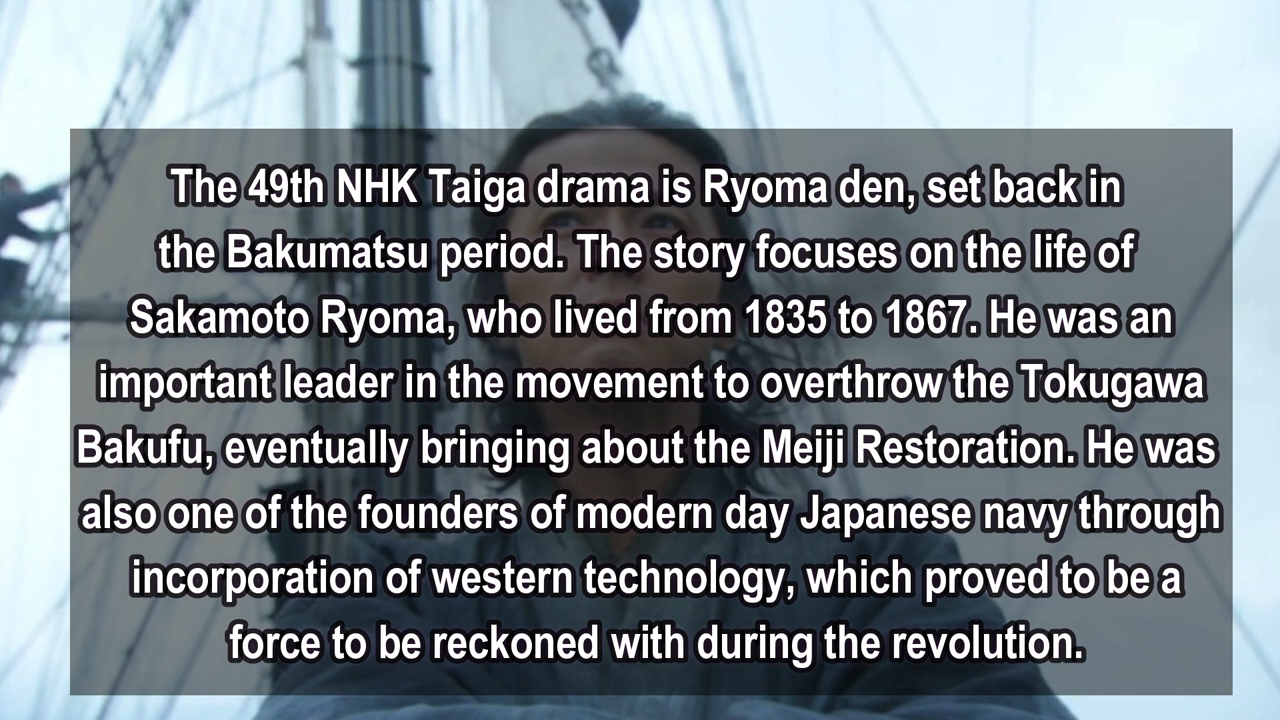 The 49th NHK Taiga drama is Ryoma den, set back in
the Bakumatsu period. The story focuses on the life of
Sakamoto Ryoma, who lived from 1835 to 1867. He was an
important leader in the movement to overthrow the Tokugawa
Bakufu, eventually bringing about the Meiji Restoration. He was
also one of the founders of modern day Japanese navy through
incorporation of western technology, which proved to be a
force to be reckoned with during the revolution.